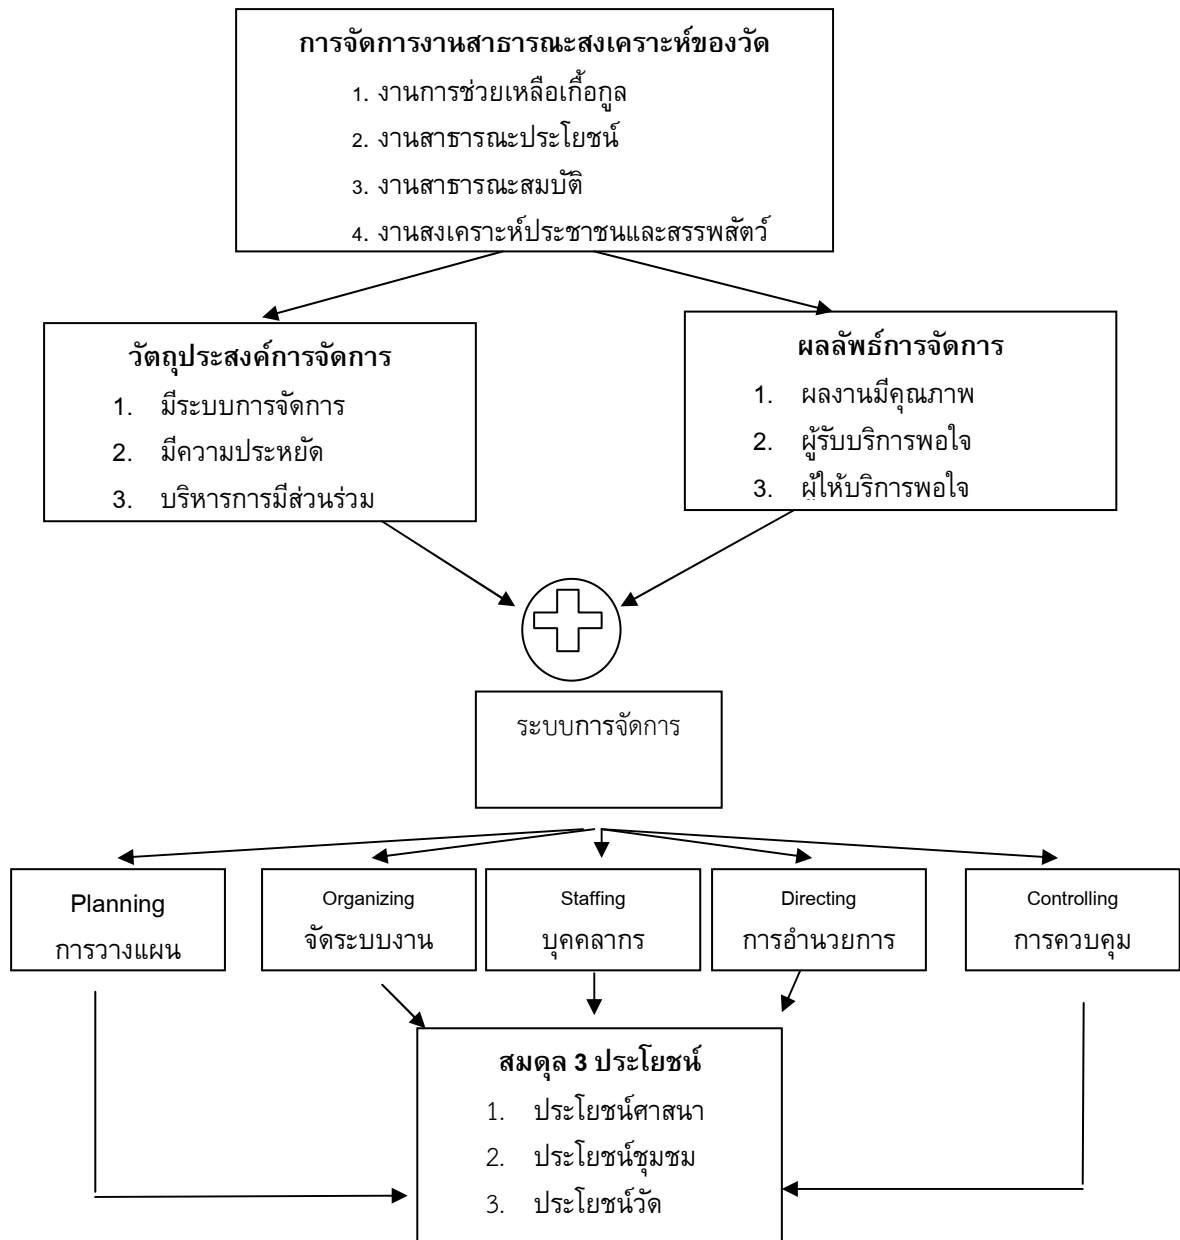 การจัดการงานสาธารณะสงเคราะห์ของวัด
1. งานการช่วยเหลือเกื้อกูล
2. งานสาธารณะประโยชน์
3. งานสาธารณะสมบัติ
4. งานสงเคราะห์ประชาชนและสรรพสัตว์
วัตถุประสงค์การจัดการ
1. มีระบบการจัดการ
2. มีความประหยัด
3. บริหารการมีส่วนร่วม
ผลลัพธ์การจัดการ
1. ผลงานมีคุณภาพ
2. ผู้รับบริการพอใจ
3. ผู้ให้บริการพอใจ
ระบบการจัดการ
Planning
การวางแผน
Organizing
จัดระบบงาน
Staffing
บุคคลากร
Directing
การอำนวยการ
Controlling
การควบคุม
สมดุล 3 ประโยชน์
1. ประโยชน์ศาสนา
2. ประโยชน์ชุมชม
3. ประโยชน์วัด